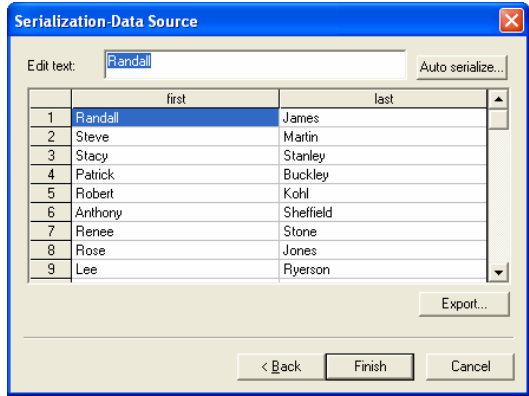 Serialization-Data Source
Edit text: Randall Auto serialize...
first last
1 Randall James
2 Steve Martin
3 Stacy Stanley
4 Patrick Buckley
5 Robert Kohl
6 Anthony Sheffield
7 Renee Stone
8 Rose Jones
9 Lee Ryerson
Export...
< Back Finish Cancel